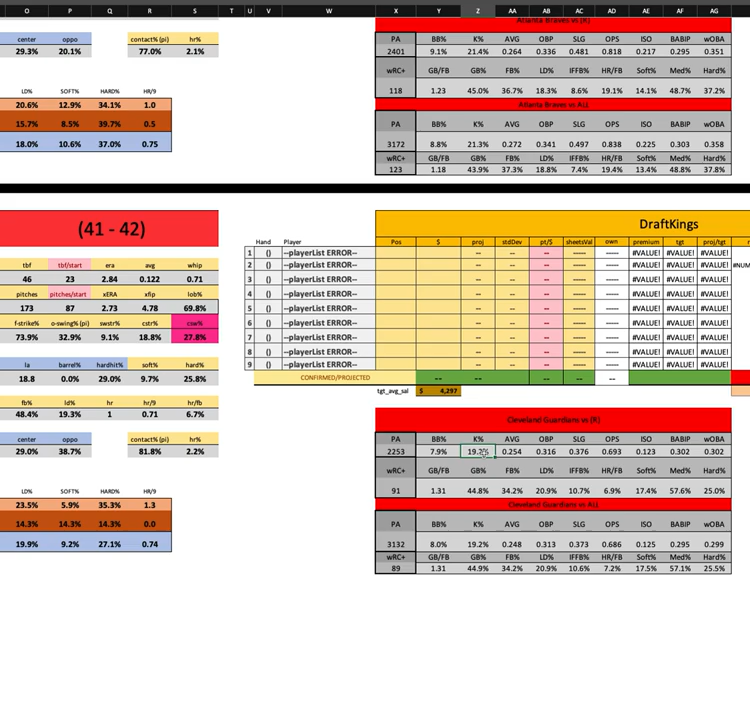 O P Q R S T U V W X Y Z AA AB AC AD AE AF AG
Atlanta Braves vs (R)
center oppo contact% (pi) hr%
29.3% 20.1% 77.0% 2.1%
PA BB% K% AVG OBP SLG OPS ISO BABIP wOBA
2401 9.1% 21.4% 0.264 0.336 0.481 0.818 0.217 0.295 0.351
wRC+ GB/FB GB% FB% LD% IFFB% HR/FB Soft% Med% Hard%
118 1.23 45.0% 36.7% 18.3% 8.6% 19.1% 14.1% 48.7% 37.2%
LD% SOFT% HARD% HR/9
20.6% 12.9% 34.1% 1.0
15.7% 8.5% 39.7% 0.5
18.0% 10.6% 37.0% 0.75
Atlanta Braves vs ALL
PA BB% K% AVG OBP SLG OPS ISO BABIP wOBA
3172 8.8% 21.3% 0.272 0.341 0.497 0.838 0.225 0.303 0.358
wRC+ GB/FB GB% FB% LD% IFFB% HR/FB Soft% Med% Hard%
123 1.18 43.9% 37.3% 18.8% 7.4% 19.4% 13.4% 48.8% 37.8%
(41 - 42)
DraftKings
Hand Player Pos $ proj stdDev pt/$ sheetsVal own premium tgt proj/tgt
1 () --playerList ERROR-- -- -- -- ----- ----- #VALUE! #VALUE! #VALUE!
2 () --playerList ERROR-- -- -- -- ----- ----- #VALUE! #VALUE! #VALUE! #NUM
3 () --playerList ERROR-- -- -- -- ----- ----- #VALUE! #VALUE! #VALUE!
4 () --playerList ERROR-- -- -- -- ----- ----- #VALUE! #VALUE! #VALUE!
5 () --playerList ERROR-- -- -- -- ----- ----- #VALUE! #VALUE! #VALUE!
6 () --playerList ERROR-- -- -- -- ----- ----- #VALUE! #VALUE! #VALUE!
7 () --playerList ERROR-- -- -- -- ----- ----- #VALUE! #VALUE! #VALUE!
8 () --playerList ERROR-- -- -- -- ----- ----- #VALUE! #VALUE! #VALUE!
9 () --playerList ERROR-- -- -- -- ----- ----- #VALUE! #VALUE! #VALUE!
CONFIRMED/PROJECTED -- -- -- -- --
tgt_avg_sal $ 4,297
tbf tbf/start era avg whip
46 23 2.84 0.122 0.71
pitches pitches/start xERA xfip lob%
173 87 2.73 4.78 69.8%
f-strike% o-swing% (pi) swstr% cstr% csw%
73.9% 32.9% 9.1% 18.8% 27.8%
la barrel% hardhit% soft% hard%
18.8 0.0% 29.0% 9.7% 25.8%
fb% ld% hr hr/9 hr/fb
48.4% 19.3% 1 0.71 6.7%
center oppo contact% (pi) hr%
29.0% 38.7% 81.8% 2.2%
LD% SOFT% HARD% HR/9
23.5% 5.9% 35.3% 1.3
14.3% 14.3% 14.3% 0.0
19.9% 9.2% 27.1% 0.74
Cleveland Guardians vs (R)
PA BB% K% AVG OBP SLG OPS ISO BABIP wOBA
2253 7.9% 0.254 0.316 0.376 0.693 0.123 0.302 0.302
wRC+ GB/FB GB% FB% LD% IFFB% HR/FB Soft% Med% Hard%
91 1.31 44.8% 34.2% 20.9% 10.7% 6.9% 17.4% 57.6% 25.0%
Cleveland Guardians vs ALL
PA BB% K% AVG OBP SLG OPS ISO BABIP wOBA
3132 8.0% 19.2% 0.248 0.313 0.373 0.686 0.125 0.295 0.299
wRC+ GB/FB GB% FB% LD% IFFB% HR/FB Soft% Med% Hard%
89 1.31 44.9% 34.2% 20.9% 10.6% 7.2% 17.5% 57.1% 25.5%